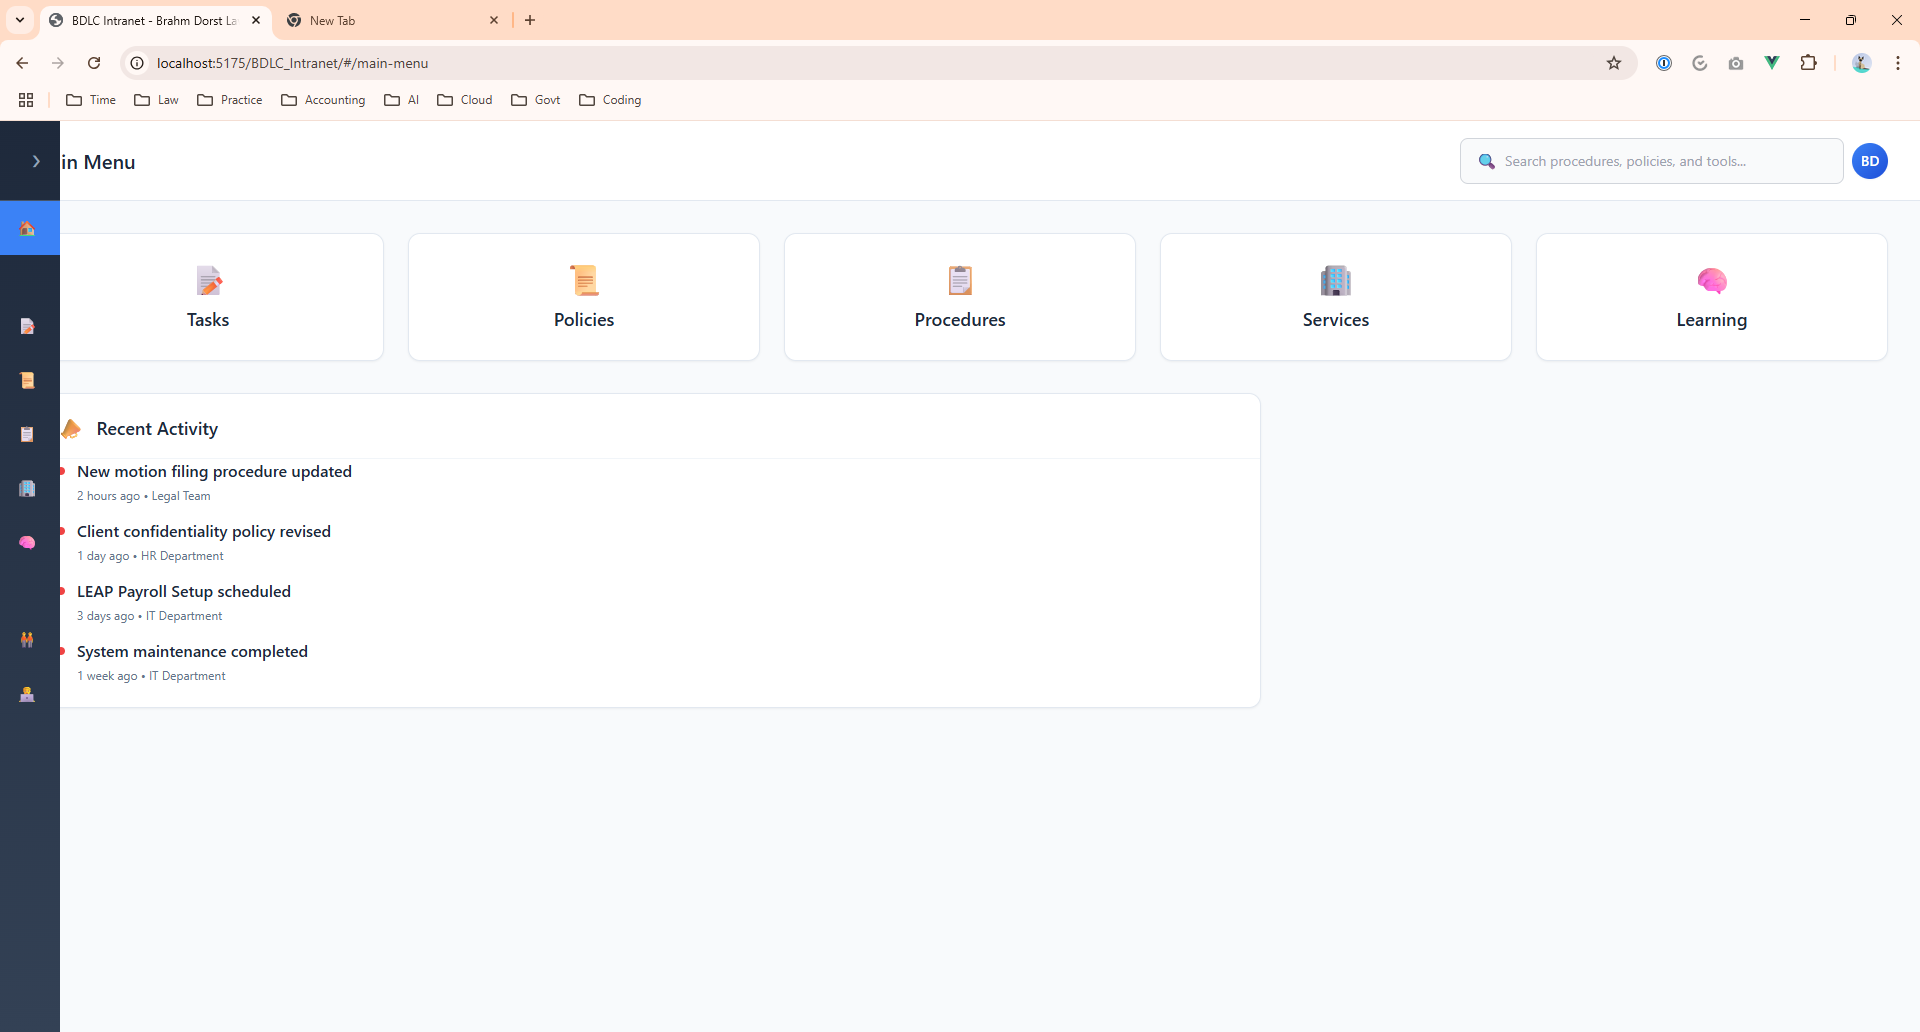 BDLC Intranet - Brahm Dorst La
New Tab
localhost:5175/BDLC_Intranet/#/main-menu
Time
Law
Practice
Accounting
AI
Cloud
Govt
Coding
in Menu
Search procedures, policies, and tools...
BD
Tasks
Policies
Procedures
Services
Learning
Recent Activity
New motion filing procedure updated
2 hours ago • Legal Team
Client confidentiality policy revised
1 day ago • HR Department
LEAP Payroll Setup scheduled
3 days ago • IT Department
System maintenance completed
1 week ago • IT Department